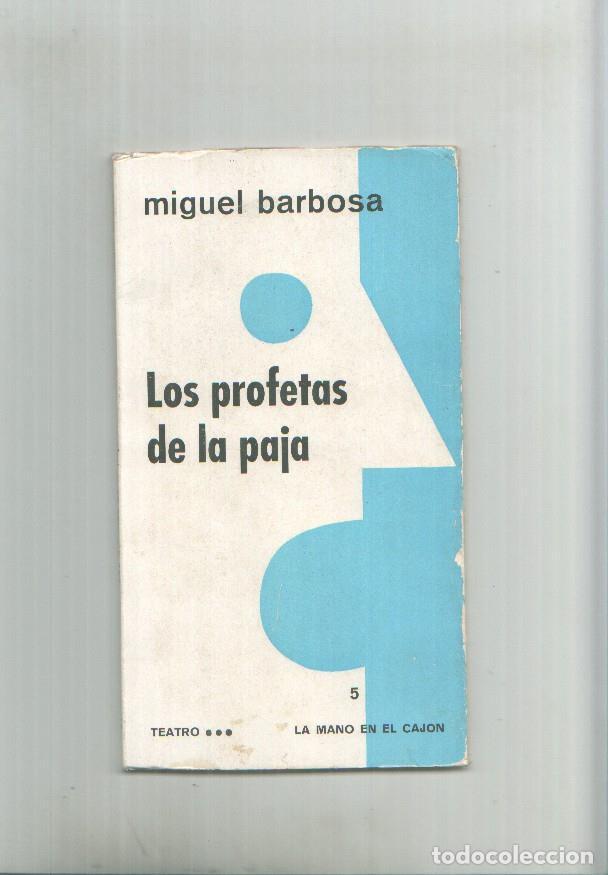 miguel barbosa
Los profetas
de la paja
5
TEATRO ●●● LA MANO EN EL CAJON
todocoleccion